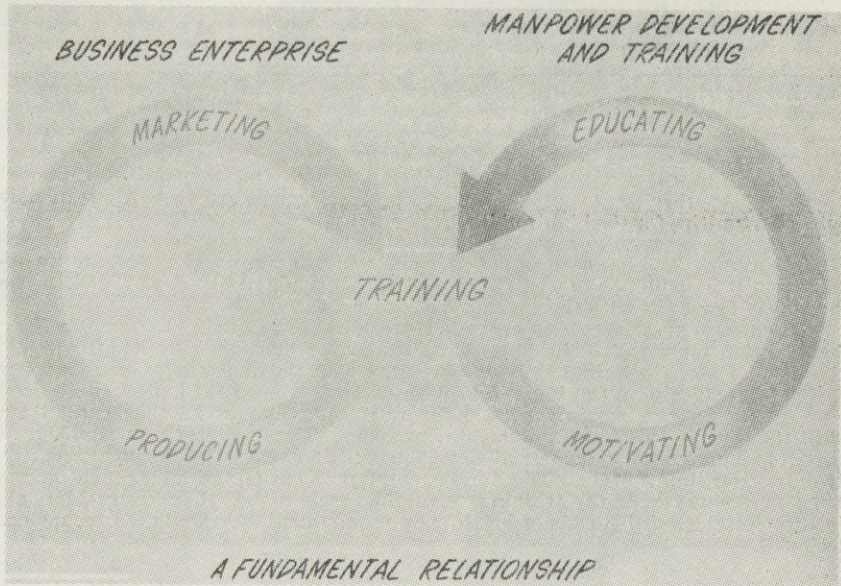 BUSINESS ENTERPRISE
MANPOWER DEVELOPMENT
AND TRAINING
MARKETING
EDUCATING
TRAINING
PRODUCING
MOTIVATING
A FUNDAMENTAL RELATIONSHIP